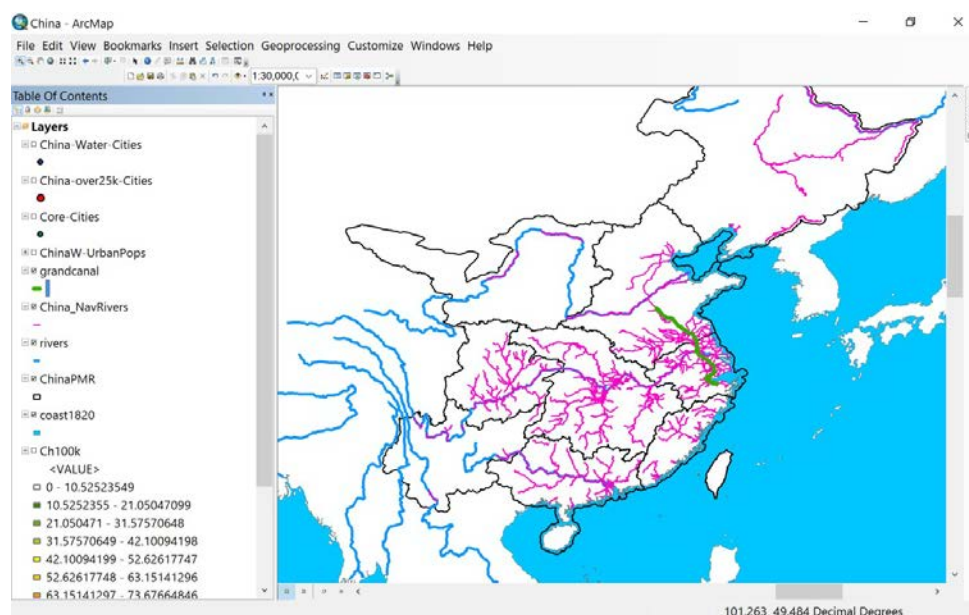 China - ArcMap
File Edit View Bookmarks Insert Selection Geoprocessing Customize Windows Help
1:30,000,(
Table Of Contents
Layers
China-Water-Cities
China-over25k-Cities
Core-Cities
ChinaW-UrbanPops
grandcanal
China_NavRivers
rivers
ChinaPMR
coast1820
Ch100k
<VALUE>
0 - 10.52523549
10.5252355 - 21.05047099
21.050471 - 31.57570648
31.57570649 - 42.10094198
42.10094199 - 52.62617747
52.62617748 - 63.15141296
63.15141297 - 73.67664846
101.263 49.484 Decimal Degrees